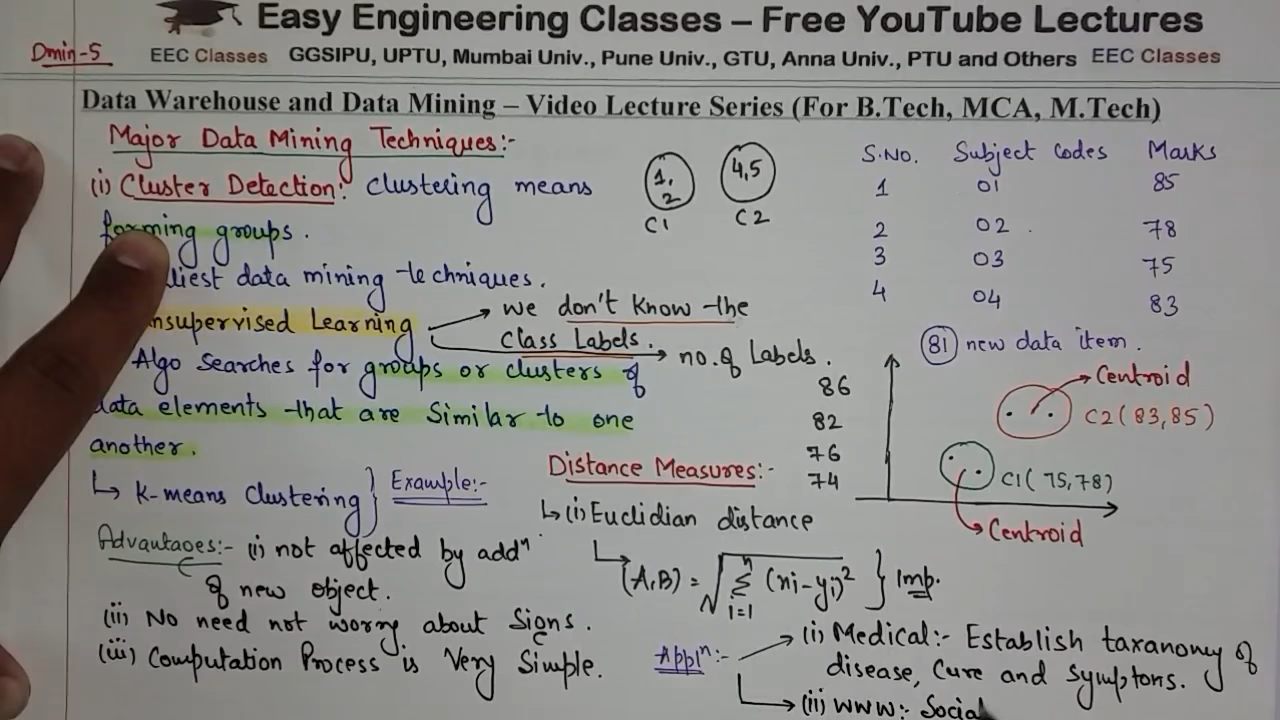 Easy Engineering Classes – Free YouTube Lectures
Dmin-5
EEC Classes GGSIPU, UPTU, Mumbai Univ., Pune Univ., GTU, Anna Univ., PTU and Others EEC Classes
Data Warehouse and Data Mining – Video Lecture Series (For B.Tech, MCA, M.Tech)
Major Data Mining Techniques:-
(i) Cluster Detection: clustering means
forming groups.
liest data mining techniques.
nsupervised Learning
we don't know the
class Labels.
no. of Labels.
Algo searches for groups or clusters of
data elements that are similar to one
another.
↳ K-means Clustering } Example:-
Advantages:- (i) not affected by addⁿ
of new object.
(ii) No need not worry about Signs.
(iii) Computation Process is Very Simple.
1, 2
C1
4,5
C2
S.No. Subject Codes Marks
1 01 85
2 02 78
3 03 75
4 04 83
81 new data item.
86
82
76
74
Centroid
C2(83,85)
C1(75,78)
Centroid
Distance Measures:-
↳ (i) Euclidian distance
↳ (A,B) = √ Σ i=1 n (xi-yi)² } Imp.
Applⁿ:-
(i) Medical:- Establish taxanomy of
disease, Cure and Symptons.
(ii) WWW:- Social